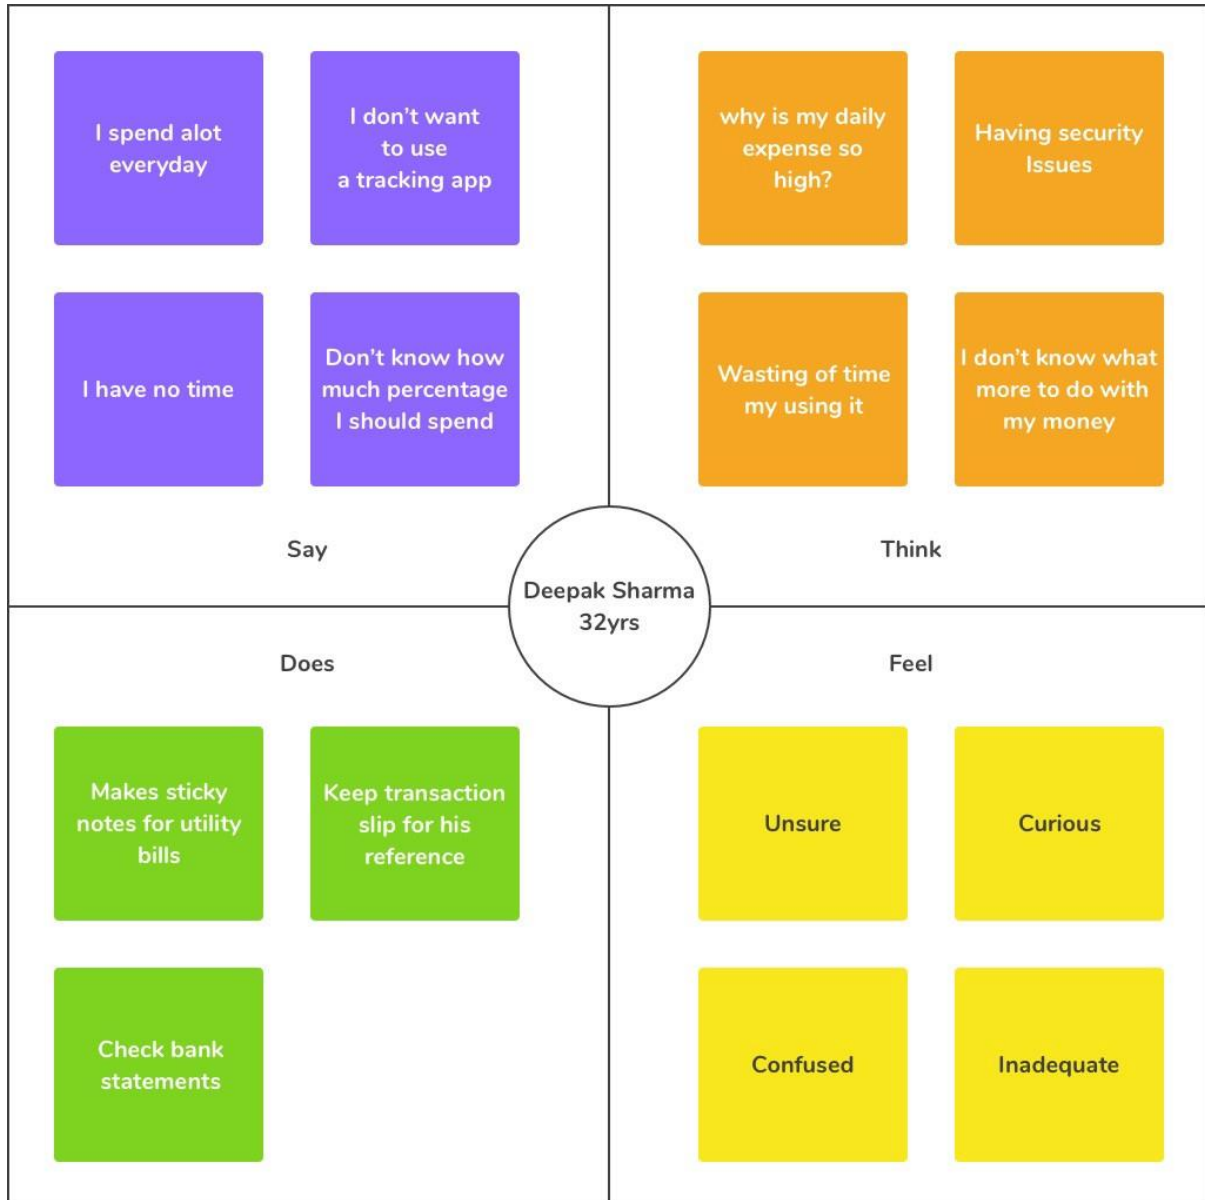 I spend alot
everyday
I don't want
to use
a tracking app
I have no time
Don't know how
much percentage
I should spend
Say
why is my daily
expense so
high?
Having security
Issues
Wasting of time
my using it
I don't know what
more to do with
my money
Think
Deepak Sharma
32yrs
Does
Makes sticky
notes for utility
bills
Keep transaction
slip for his
reference
Check bank
statements
Feel
Unsure
Curious
Confused
Inadequate